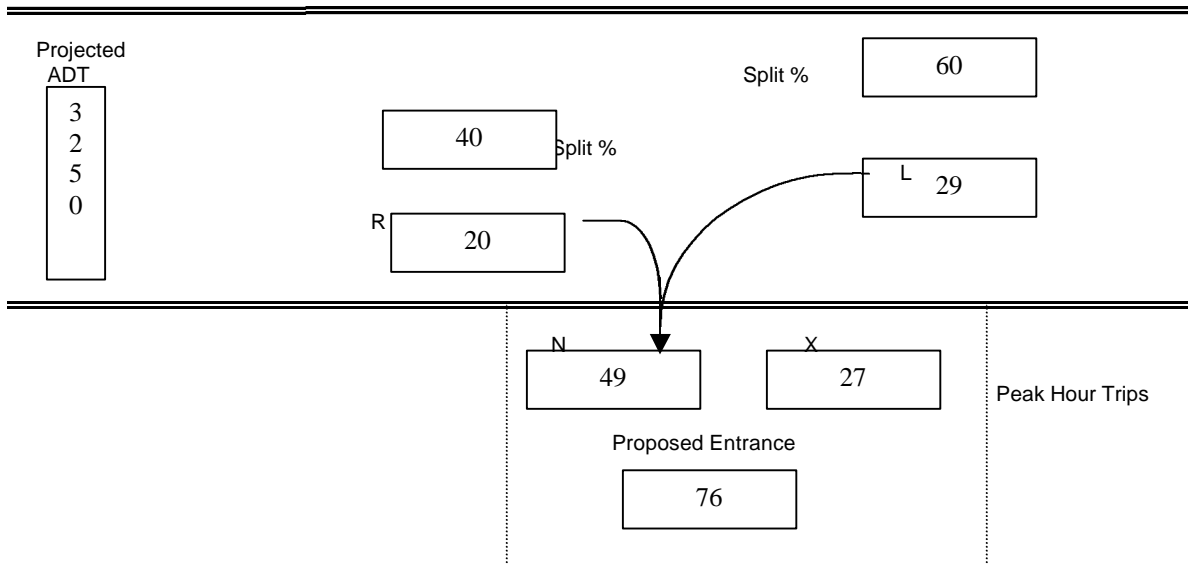 Projected
ADT
3
2
5
0
Split %
60
40
Split %
L
29
R
20
N
49
X
27
Peak Hour Trips
Proposed Entrance
76